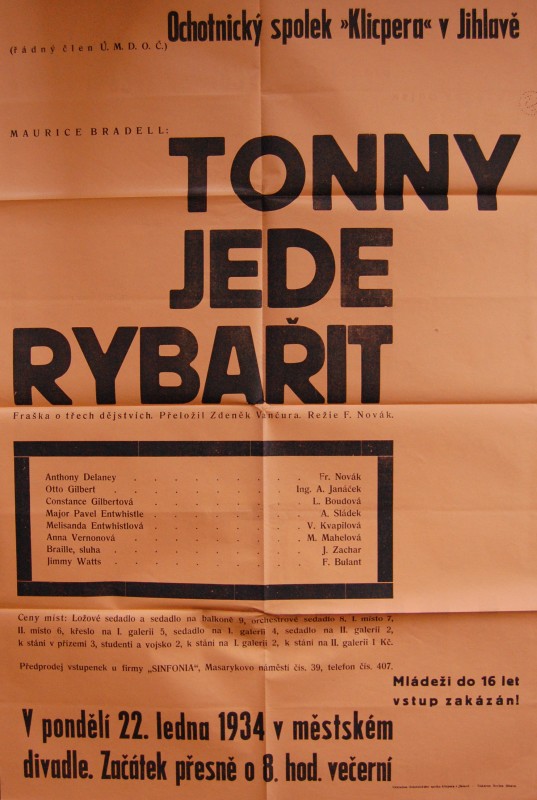 Ochotnický spolek »Klicpera« v Jihlavě
(řádný člen Ú. M. D. O. Č.)
MAURICE BRADELL:
TONNY
JEDE
RYBAŘIT
Fraška o třech dějstvích. Přeložil Zdeněk Vančura. Režie F. Novák.
Anthony Delaney . . . . . . . . Fr. Novák
Otto Gilbert . . . . . . . . Ing. A. Janáček
Constance Gilbertová . . . . . . . . L. Boudová
Major Pavel Entwhistle . . . . . . . . A. Sládek
Melisanda Entwhistlová . . . . . . . . V. Kvapilová
Anna Vernonová . . . . . . . . M. Mahelová
Braille, sluha . . . . . . . . J. Zachar
Jimmy Watts . . . . . . . . F. Bulant
Ceny míst: Ložové sedadlo a sedadlo na balkoně 9, orchestrové sedadlo 8, I. místo 7,
II. místo 6, křeslo na I. galerii 5, sedadlo na I. galerii 4, sedadlo na II. galerii 2,
k stání v přízemí 3, studenti a vojsko 2, k stání na I. galerii 2, k stání na II. galerii 1 Kč.
Předprodej vstupenek u firmy „SINFONIA", Masarykovo náměstí čís. 39, telefon čís. 407.
Mládeži do 16 let
vstup zakázán!
V pondělí 22. ledna 1934 v městském
divadle. Začátek přesně o 8. hod. večerní